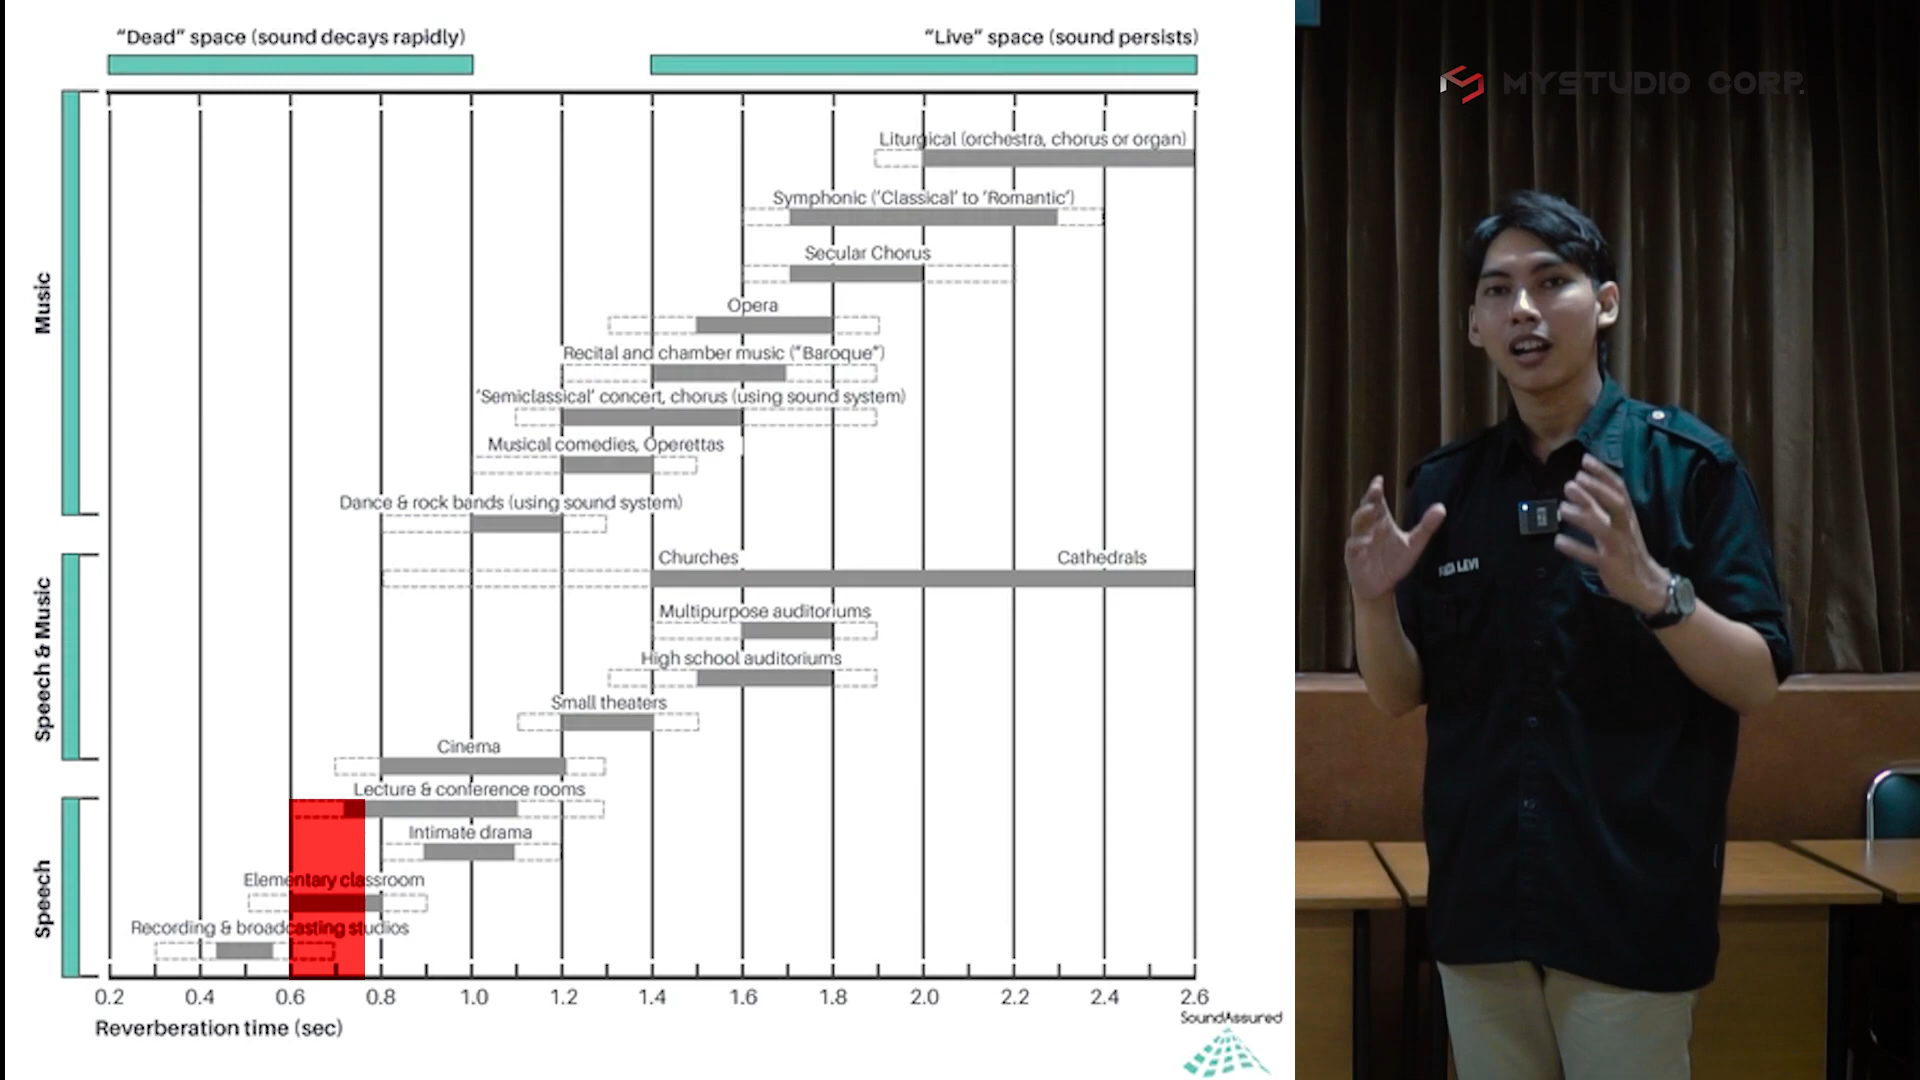 “Dead” space (sound decays rapidly)
“Live” space (sound persists)
MYSTUDIO CORP.
Music
Liturgical (orchestra, chorus or organ)
Symphonic (‘Classical’ to ‘Romantic’)
Secular Chorus
Opera
Recital and chamber music (“Baroque”)
‘Semiclassical’ concert, chorus (using sound system)
Musical comedies, Operettas
Dance & rock bands (using sound system)
Speech & Music
Churches
Cathedrals
Multipurpose auditoriums
High school auditoriums
Small theaters
Cinema
Speech
Lecture & conference rooms
Intimate drama
Elementary classroom
Recording & broadcasting studios
0.2 0.4 0.6 0.8 1.0 1.2 1.4 1.6 1.8 2.0 2.2 2.4 2.6
Reverberation time (sec)
SoundAssured
LEVI